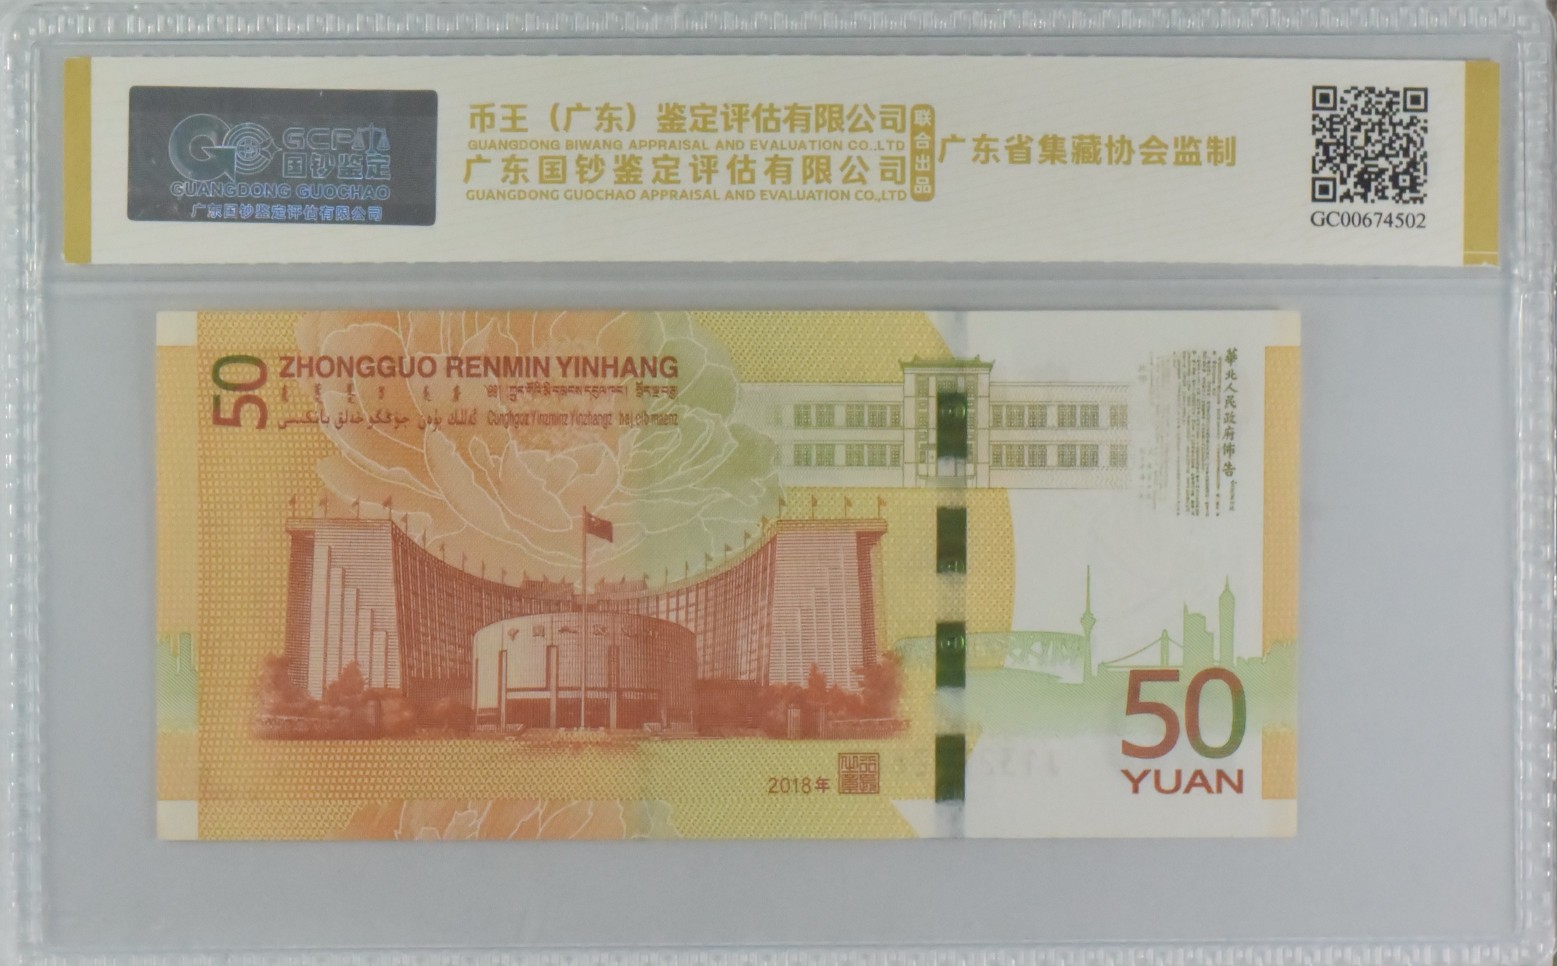 GCP
国钞鉴定
GUANGDONG GUOCHAO
广东国钞鉴定评估有限公司
币王（广东）鉴定评估有限公司
GUANGDONG BIWANG APPRAISAL AND EVALUATION CO.,LTD
广东国钞鉴定评估有限公司
GUANGDONG GUOCHAO APPRAISAL AND EVALUATION CO.,LTD
联合出品
广东省集藏协会监制
GC00674502
50
ZHONGGUO RENMIN YINHANG
華北人民政府佈告
2018年
50
YUAN